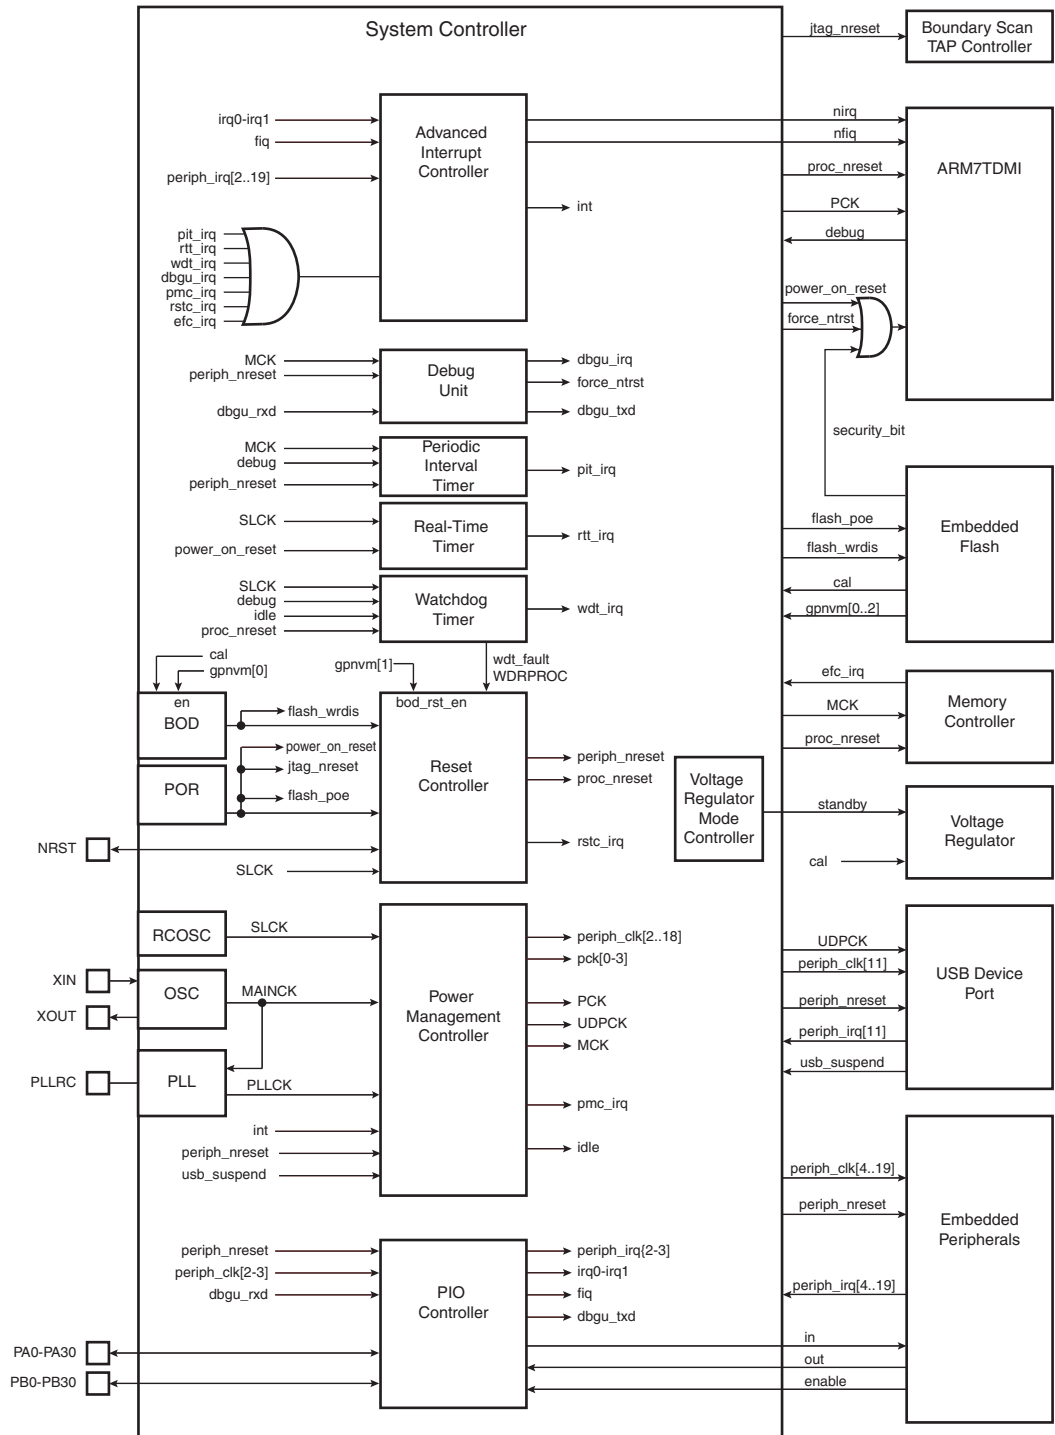 System Controller
jtag_nreset
Boundary Scan
TAP Controller
irq0-irq1
fiq
periph_irq[2..19]
Advanced
Interrupt
Controller
int
nirq
nfiq
proc_nreset
PCK
debug
ARM7TDMI
pit_irq
rtt_irq
wdt_irq
dbgu_irq
pmc_irq
rstc_irq
efc_irq
power_on_reset
force_ntrst
security_bit
MCK
periph_nreset
dbgu_rxd
Debug
Unit
dbgu_irq
force_ntrst
dbgu_txd
MCK
debug
periph_nreset
Periodic
Interval
Timer
pit_irq
SLCK
power_on_reset
Real-Time
Timer
rtt_irq
flash_poe
flash_wrdis
cal
gpnvm[0..2]
Embedded
Flash
SLCK
debug
idle
proc_nreset
Watchdog
Timer
wdt_irq
wdt_fault
WDRPROC
cal
gpnvm[0]
en
BOD
gpnvm[1]
bod_rst_en
flash_wrdis
power_on_reset
jtag_nreset
flash_poe
POR
Reset
Controller
periph_nreset
proc_nreset
rstc_irq
NRST
SLCK
efc_irq
MCK
proc_nreset
Memory
Controller
Voltage
Regulator
Mode
Controller
standby
cal
Voltage
Regulator
RCOSC
SLCK
XIN
OSC
MAINCK
XOUT
PLLRC
PLL
PLLCK
int
periph_nreset
usb_suspend
Power
Management
Controller
periph_clk[2..18]
pck[0-3]
PCK
UDPCK
MCK
pmc_irq
idle
UDPCK
periph_clk[11]
periph_nreset
periph_irq[11]
usb_suspend
USB Device
Port
periph_clk[4..19]
periph_nreset
periph_irq[4..19]
Embedded
Peripherals
periph_nreset
periph_clk[2-3]
dbgu_rxd
PIO
Controller
periph_irq{2-3]
irq0-irq1
fiq
dbgu_txd
in
out
enable
PA0-PA30
PB0-PB30